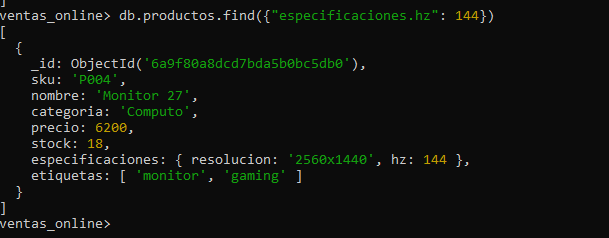 ventas_online> db.productos.find({"especificaciones.hz": 144})
[
  {
    _id: ObjectId('6a9f80a8dcd7bda5b0bc5db0'),
    sku: 'P004',
    nombre: 'Monitor 27',
    categoria: 'Computo',
    precio: 6200,
    stock: 18,
    especificaciones: { resolucion: '2560x1440', hz: 144 },
    etiquetas: [ 'monitor', 'gaming' ]
  }
]
ventas_online>